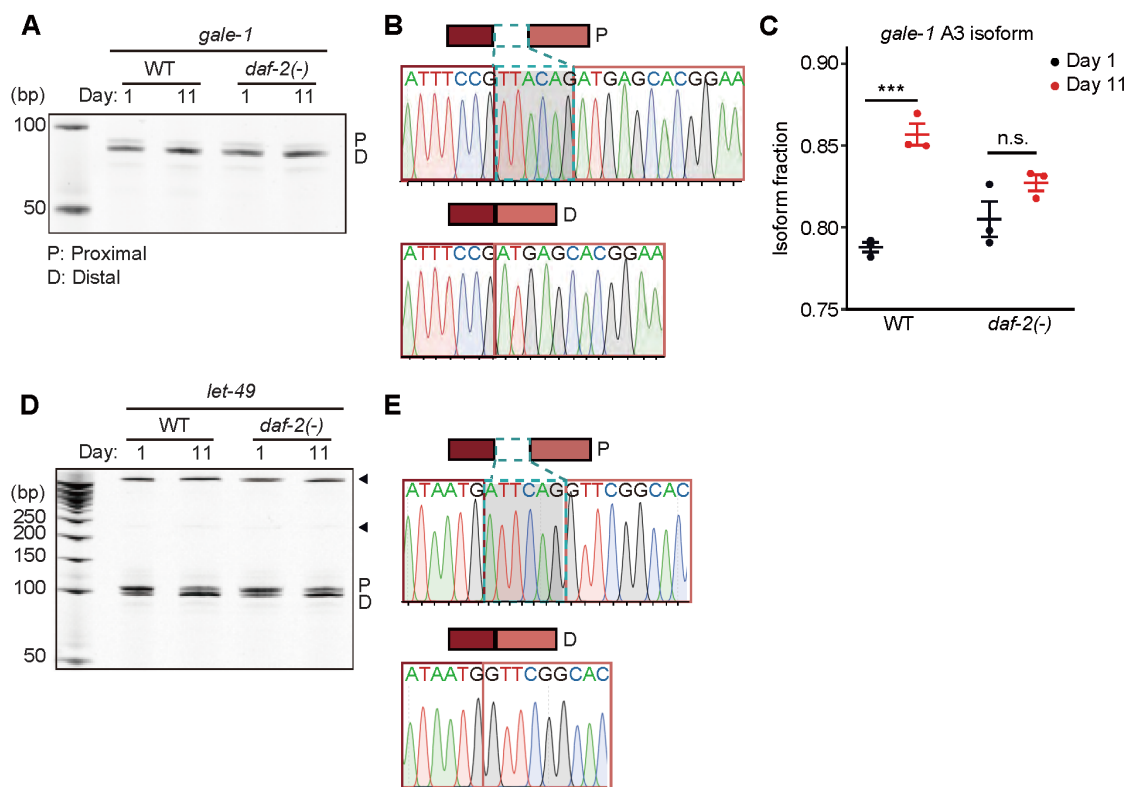 A
gale-1
WT daf-2(-)
(bp) Day: 1 11 1 11
100
P
D
50
P: Proximal
D: Distal
B
P
ATTTCCGTTACAGATGAGCACGGAA
D
ATTTCCGATGAGCACGGAA
C
gale-1 A3 isoform
Day 1
Day 11
Isoform fraction
0.90
0.85
0.80
0.75
***
n.s.
WT daf-2(-)
D
let-49
WT daf-2(-)
Day: 1 11 1 11
(bp)
250
200
150
100
50
P
D
E
P
ATAATGATTCAGGTTCGGCAC
D
ATAATGGTTCGGCAC